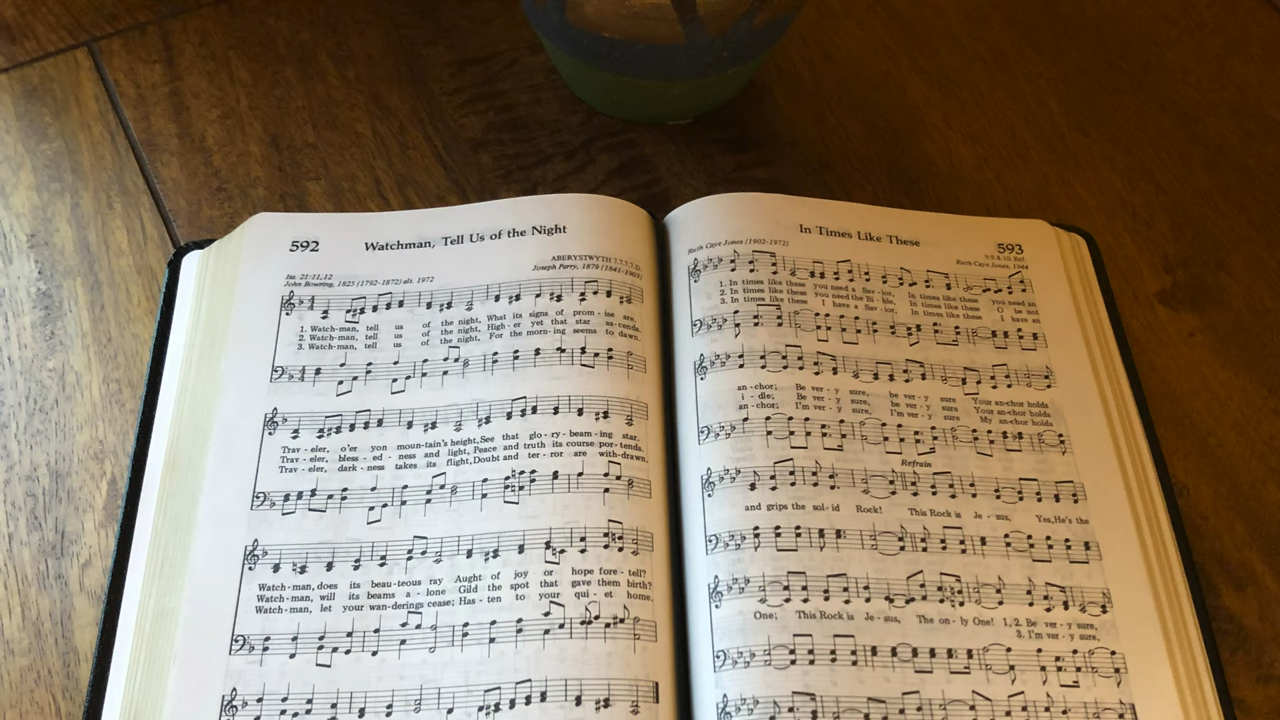 592
Watchman, Tell Us of the Night
ABERYSTWYTH 7.7.7.7.D.
Isa. 21:11,12
Joseph Parry, 1879 (1841-1903)
John Bowring, 1825 (1792-1872) alt. 1972
1. Watch-man, tell us of the night, What its signs of prom - ise are.
2. Watch-man, tell us of the night, High-er yet that star as-cends.
3. Watch-man, tell us of the night, For the morn-ing seems to dawn.
Trav - eler, o'er yon moun-tain's height, See that glo - ry - beam - ing star.
Trav - eler, bless - ed - ness and light, Peace and truth its course por-tends.
Trav - eler, dark - ness takes its flight, Doubt and ter - ror are with-drawn.
Watch-man, does its beau-teous ray Aught of joy or hope fore - tell?
Watch-man, will its beams a - lone Gild the spot that gave them birth?
Watch-man, let your wan-derings cease; Has - ten to your qui - et home.
In Times Like These
593
Ruth Caye Jones (1902-1972)
9.9.8.10. Ref.
Ruth Caye Jones, 1944
1. In times like these you need a Sav - ior, In times like these you need an
2. In times like these you need the Bi - ble, In times like these O be not
3. In times like these I have a Sav - ior, In times like these I have an
an - chor; Be ver - y sure, be ver - y sure Your an-chor holds
i - dle; Be ver - y sure, be ver - y sure Your an-chor holds
an - chor; I'm ver - y sure, I'm ver - y sure My an-chor holds
Refrain
and grips the sol - id Rock! This Rock is Je - sus, Yes, He's the
One; This Rock is Je - sus, The on - ly One! 1, 2. Be ver - y sure,
3. I'm ver - y sure,